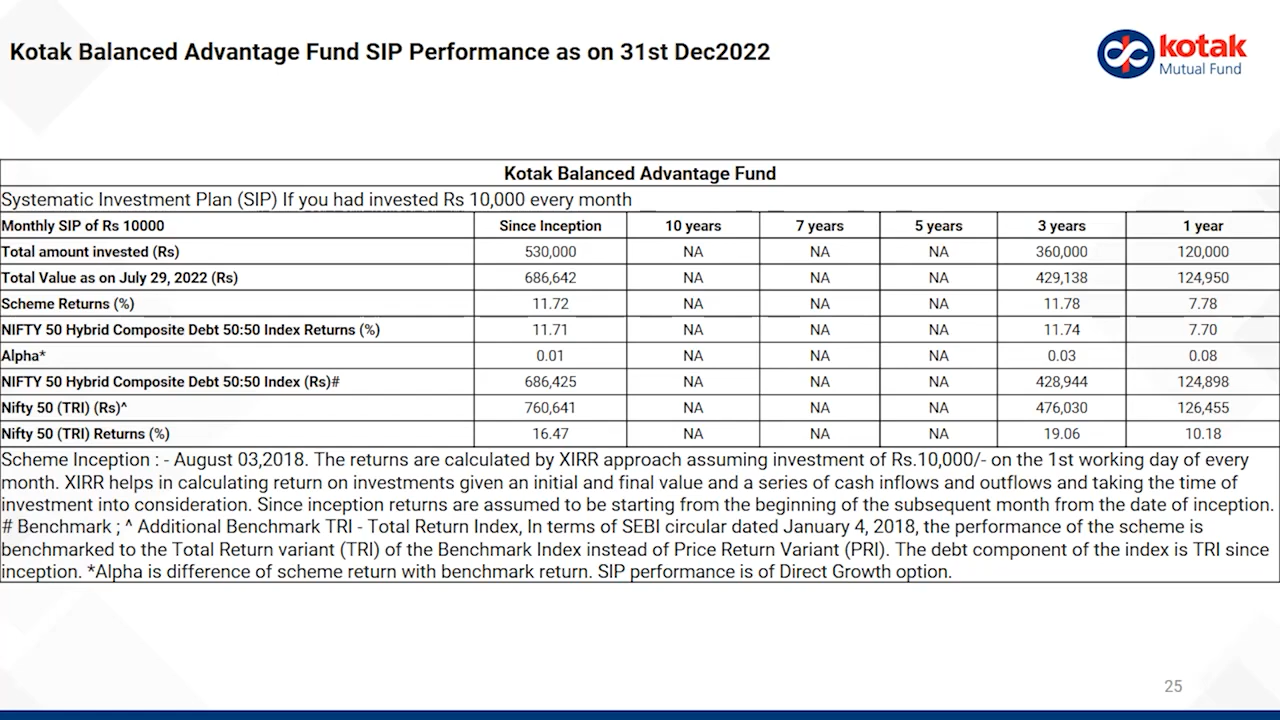 Kotak Balanced Advantage Fund SIP Performance as on 31st Dec2022
kotak
Mutual Fund
Kotak Balanced Advantage Fund
Systematic Investment Plan (SIP) If you had invested Rs 10,000 every month
Monthly SIP of Rs 10000 Since Inception 10 years 7 years 5 years 3 years 1 year
Total amount invested (Rs) 530,000 NA NA NA 360,000 120,000
Total Value as on July 29, 2022 (Rs) 686,642 NA NA NA 429,138 124,950
Scheme Returns (%) 11.72 NA NA NA 11.78 7.78
NIFTY 50 Hybrid Composite Debt 50:50 Index Returns (%) 11.71 NA NA NA 11.74 7.70
Alpha* 0.01 NA NA NA 0.03 0.08
NIFTY 50 Hybrid Composite Debt 50:50 Index (Rs)# 686,425 NA NA NA 428,944 124,898
Nifty 50 (TRI) (Rs)^ 760,641 NA NA NA 476,030 126,455
Nifty 50 (TRI) Returns (%) 16.47 NA NA NA 19.06 10.18
Scheme Inception : - August 03,2018. The returns are calculated by XIRR approach assuming investment of Rs.10,000/- on the 1st working day of every
month. XIRR helps in calculating return on investments given an initial and final value and a series of cash inflows and outflows and taking the time of
investment into consideration. Since inception returns are assumed to be starting from the beginning of the subsequent month from the date of inception.
# Benchmark ; ^ Additional Benchmark TRI - Total Return Index, In terms of SEBI circular dated January 4, 2018, the performance of the scheme is
benchmarked to the Total Return variant (TRI) of the Benchmark Index instead of Price Return Variant (PRI). The debt component of the index is TRI since
inception. *Alpha is difference of scheme return with benchmark return. SIP performance is of Direct Growth option.
25